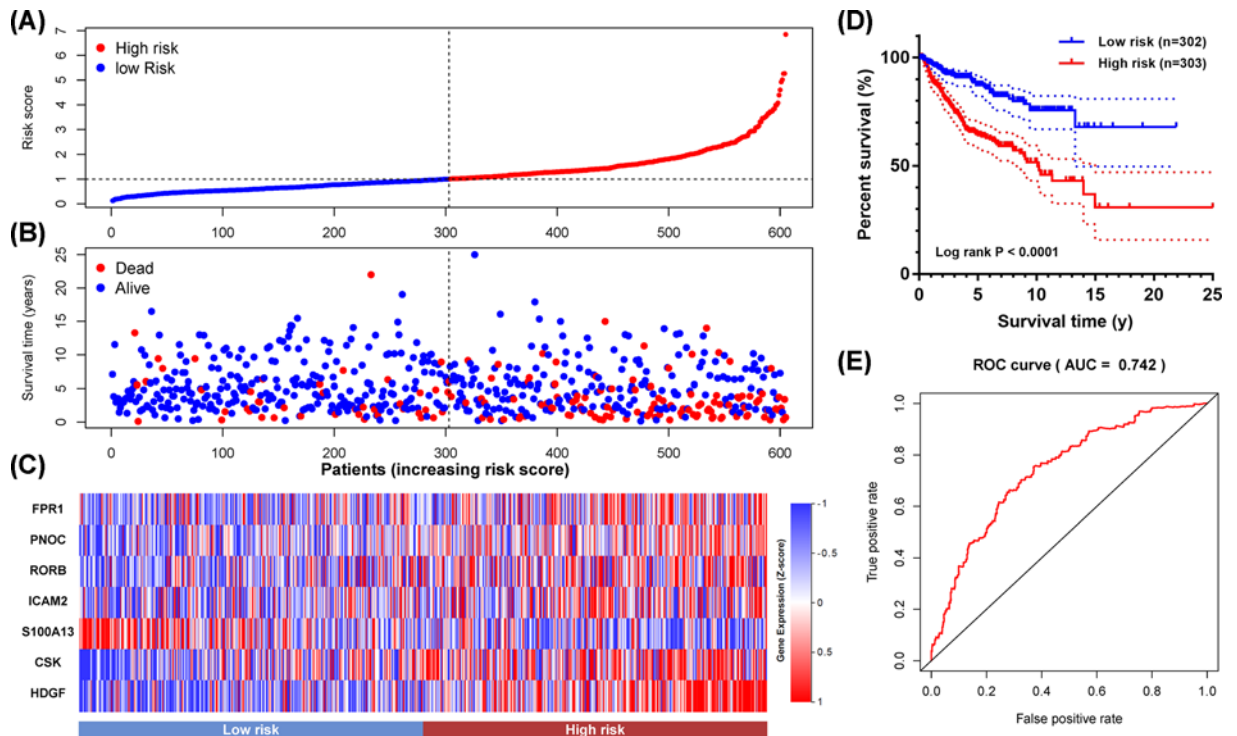 (A)
Risk score
7
6
5
4
3
2
1
0
High risk
low Risk
0 100 200 300 400 500 600
(B)
Survival time (years)
25
20
15
10
5
0
Dead
Alive
0 100 200 300 400 500 600
Patients (increasing risk score)
(C)
FPR1
PNOC
RORB
ICAM2
S100A13
CSK
HDGF
Low risk High risk
-1
-0.5
0
0.5
1
Gene Expression (Z-score)
(D)
Percent survival (%)
100
50
0
Low risk (n=302)
High risk (n=303)
Log rank P < 0.0001
0 5 10 15 20 25
Survival time (y)
(E)
ROC curve ( AUC = 0.742 )
True positive rate
1.0
0.8
0.6
0.4
0.2
0.0
0.0 0.2 0.4 0.6 0.8 1.0
False positive rate